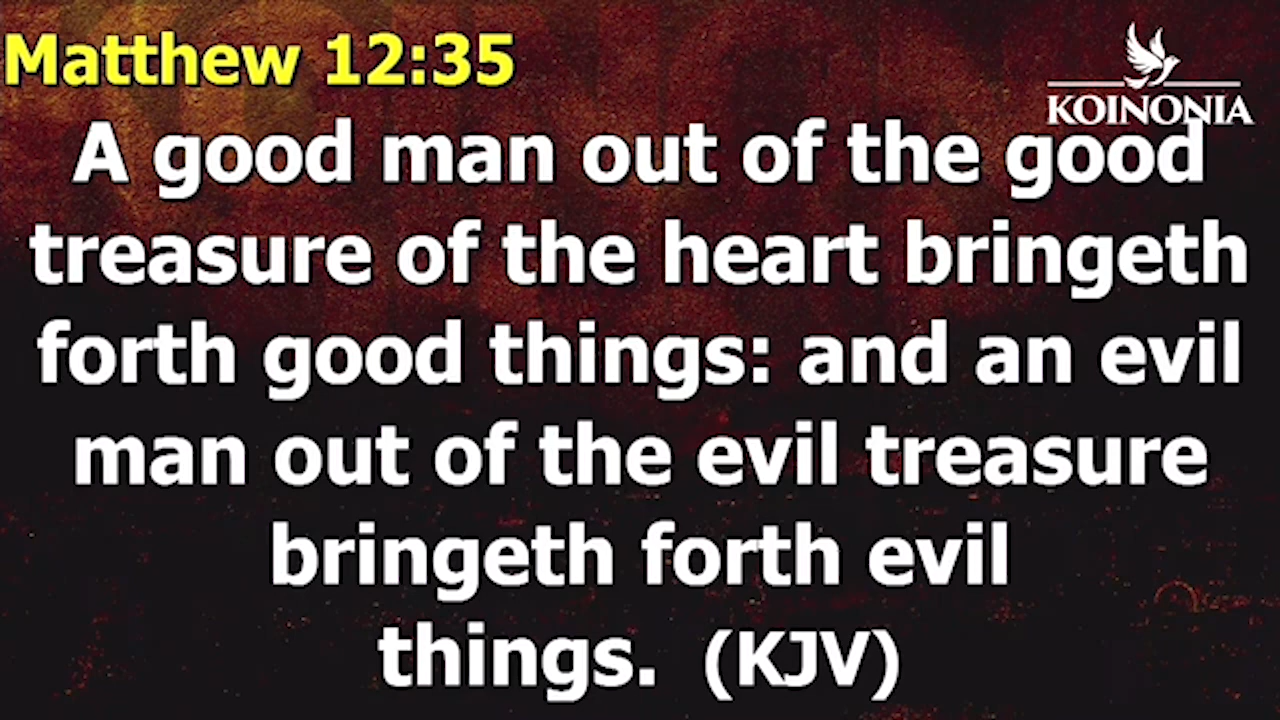 Matthew 12:35
KOINONIA
A good man out of the good
treasure of the heart bringeth
forth good things: and an evil
man out of the evil treasure
bringeth forth evil
things. (KJV)